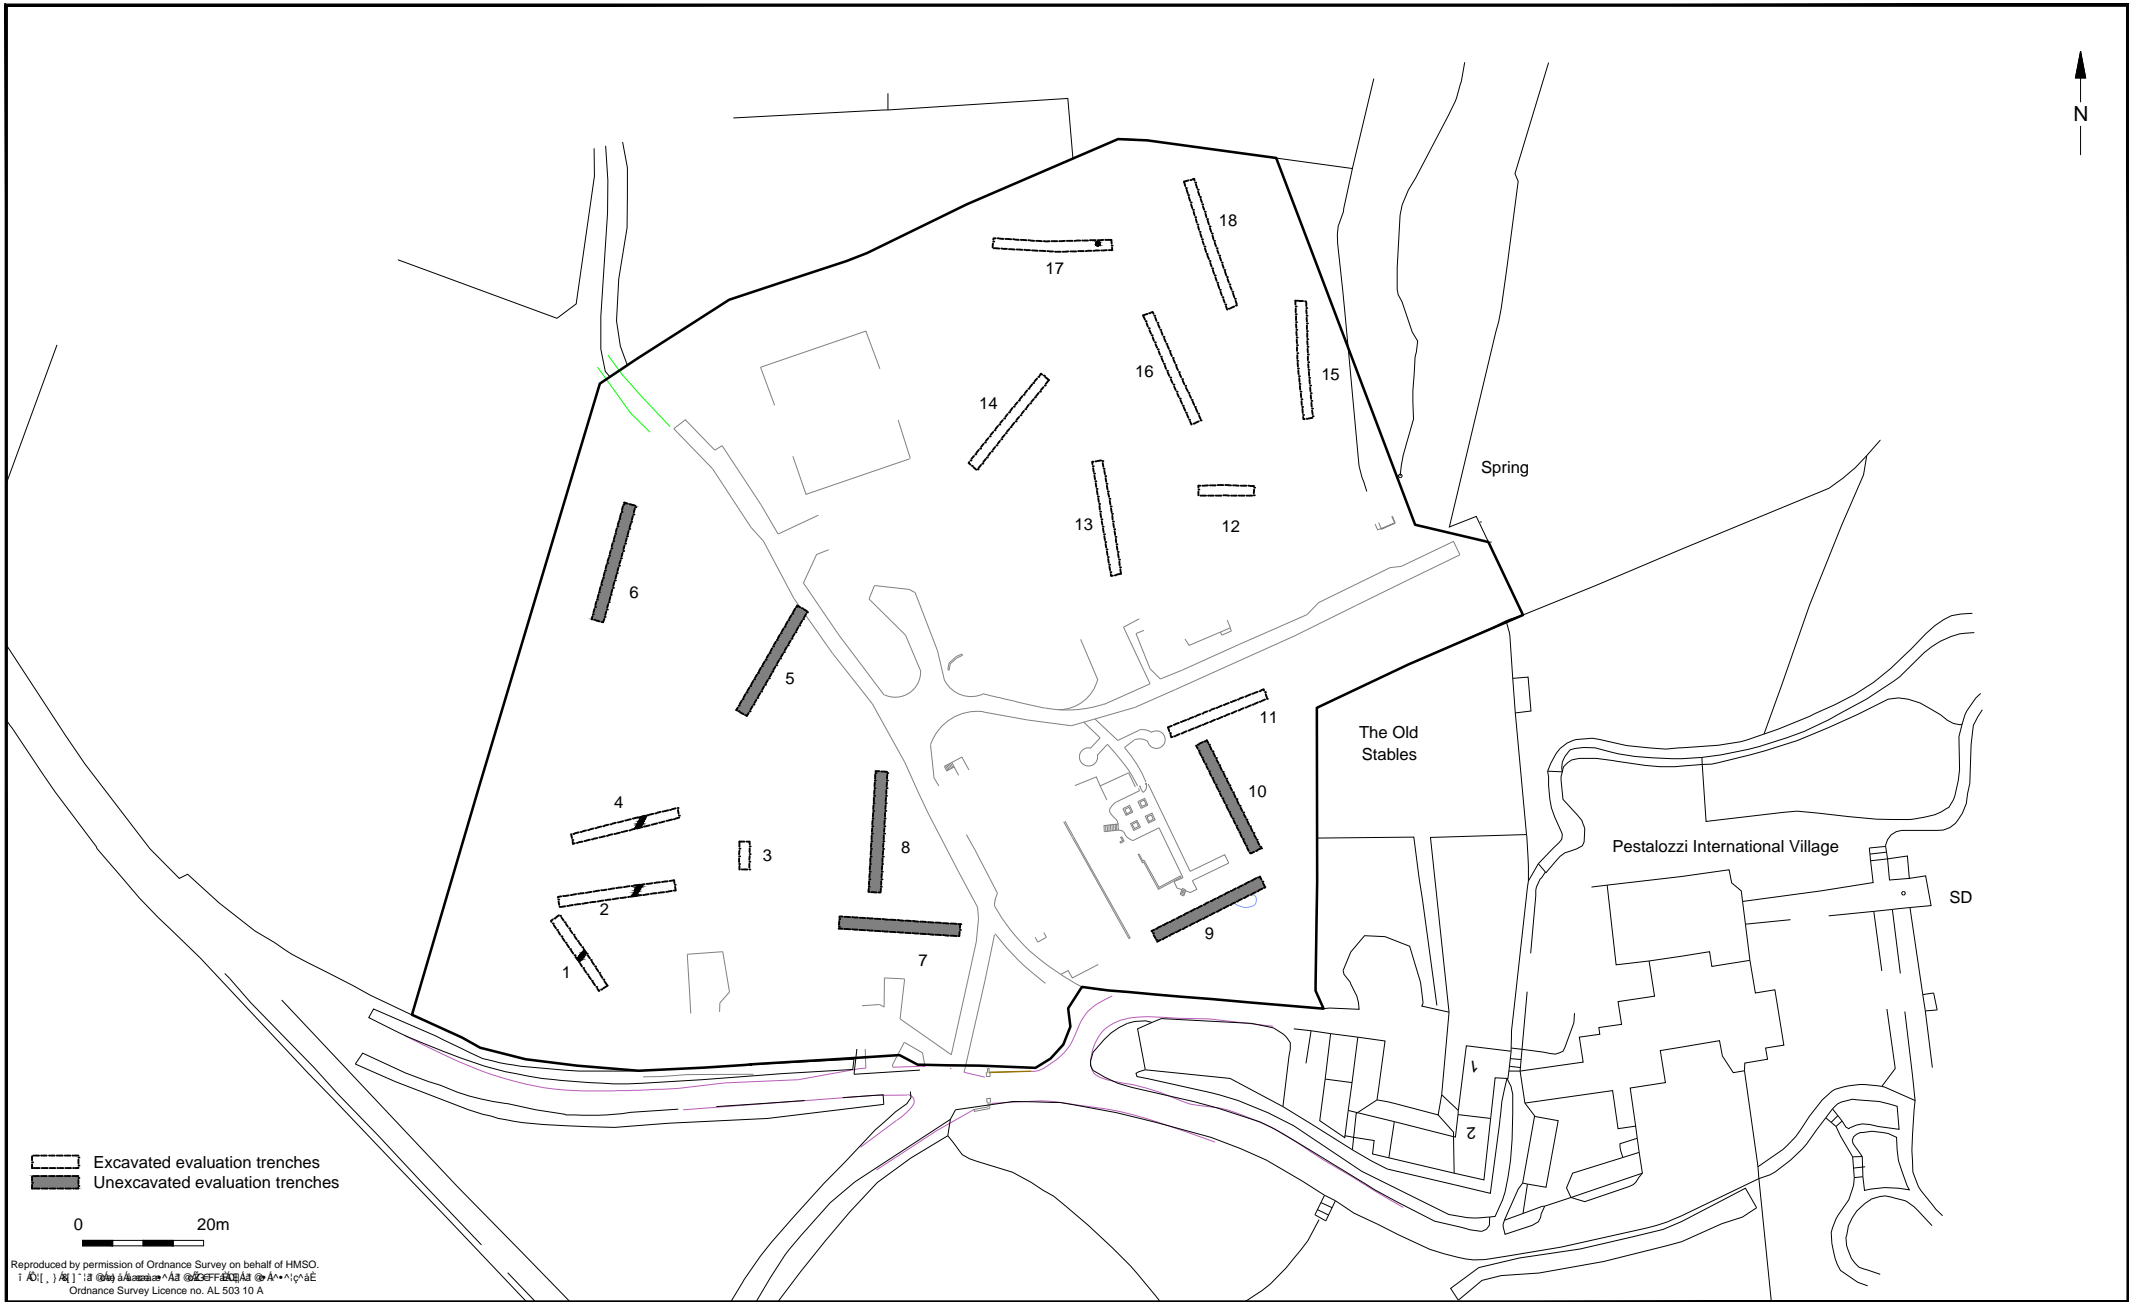 N
18
17
16
15
14
Spring
13
12
6
5
11
The Old
Stables
10
4
3
8
Pestalozzi International Village
2
SD
9
7
1
1
2
Excavated evaluation trenches
Unexcavated evaluation trenches
0 20m
Reproduced by permission of Ordnance Survey on behalf of HMSO.
Ordnance Survey Licence no. AL 503 10 A